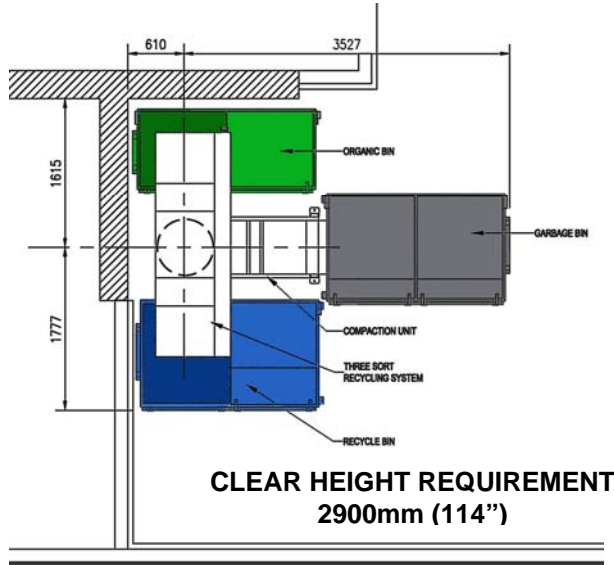 610
3527
1615
ORGANIC BIN
GARBAGE BIN
1777
COMPACTION UNIT
THREE SORT
RECYCLING SYSTEM
RECYCLE BIN
CLEAR HEIGHT REQUIREMENT
2900mm (114”)